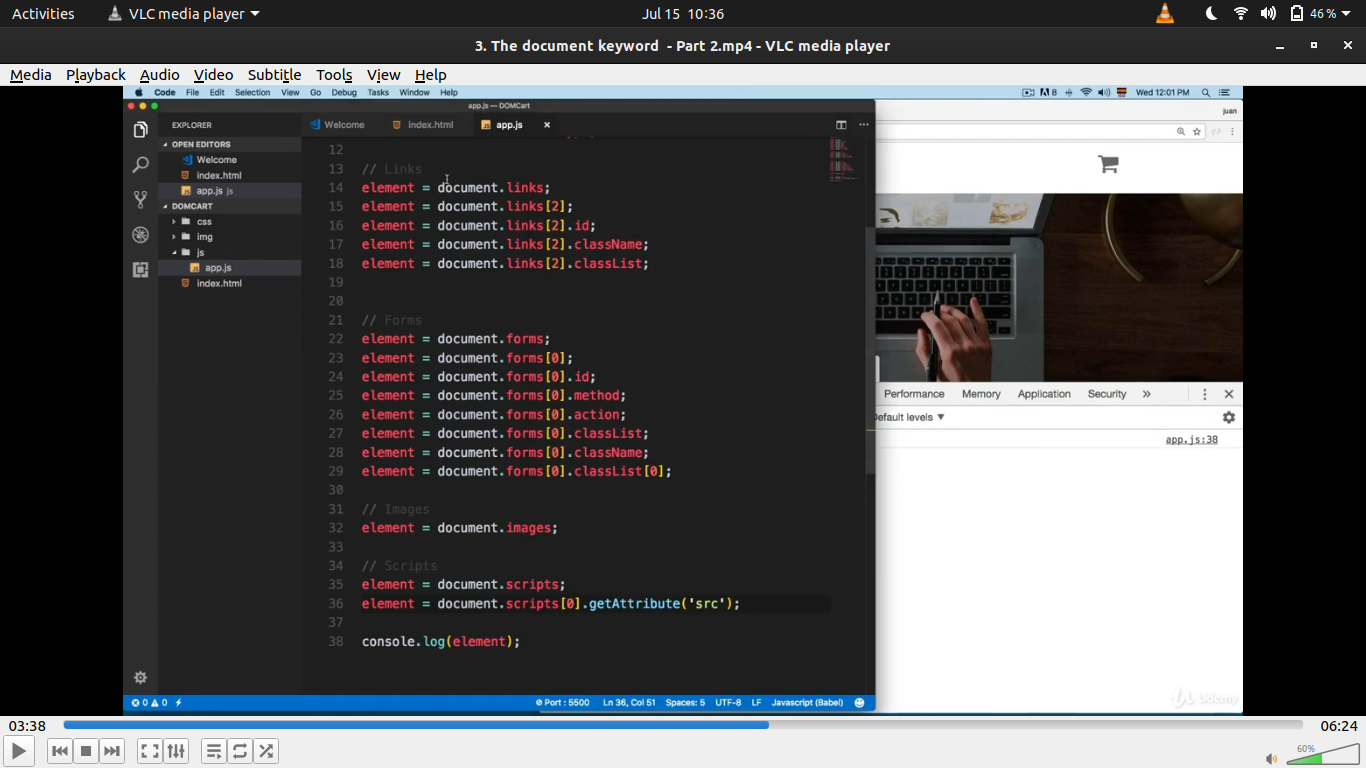 Activities VLC media player Jul 15 10:36 46 %
3. The document keyword - Part 2.mp4 - VLC media player
Media Playback Audio Video Subtitle Tools View Help
Code File Edit Selection View Go Debug Tasks Window Help 8 Wed 12:01 PM
app.js — DOMCart
juan
EXPLORER
OPEN EDITORS
Welcome
index.html
app.js js
DOMCART
css
img
js
app.js
index.html
Welcome index.html app.js
12
13 // Links
14 element = document.links;
15 element = document.links[2];
16 element = document.links[2].id;
17 element = document.links[2].className;
18 element = document.links[2].classList;
19
20
21 // Forms
22 element = document.forms;
23 element = document.forms[0];
24 element = document.forms[0].id;
25 element = document.forms[0].method;
26 element = document.forms[0].action;
27 element = document.forms[0].classList;
28 element = document.forms[0].className;
29 element = document.forms[0].classList[0];
30
31 // Images
32 element = document.images;
33
34 // Scripts
35 element = document.scripts;
36 element = document.scripts[0].getAttribute('src');
37
38 console.log(element);
Performance Memory Application Security »
Default levels ▼
app.js:38
0 0 Port : 5500 Ln 36, Col 51 Spaces: 5 UTF-8 LF Javascript (Babel)
Udemy
03:38 06:24
60%